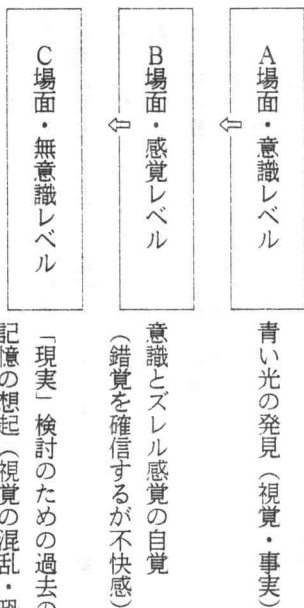 A場面・意識レベル
青い光の発見（視覚・事実）
⇩
B場面・感覚レベル
意識とズレル感覚の自覚
（錯覚を確信するが不快感）
⇩
C場面・無意識レベル
「現実」検討のための過去の
記憶の想起（視覚の混乱・恐